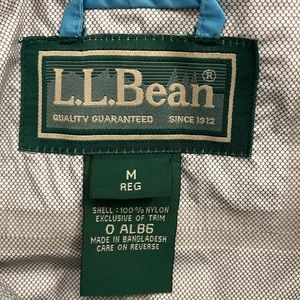 L.L.Bean®
QUALITY GUARANTEED SINCE 1912
M
REG
SHELL: 100% NYLON
EXCLUSIVE OF TRIM
O AL86
MADE IN BANGLADESH
CARE ON REVERSE